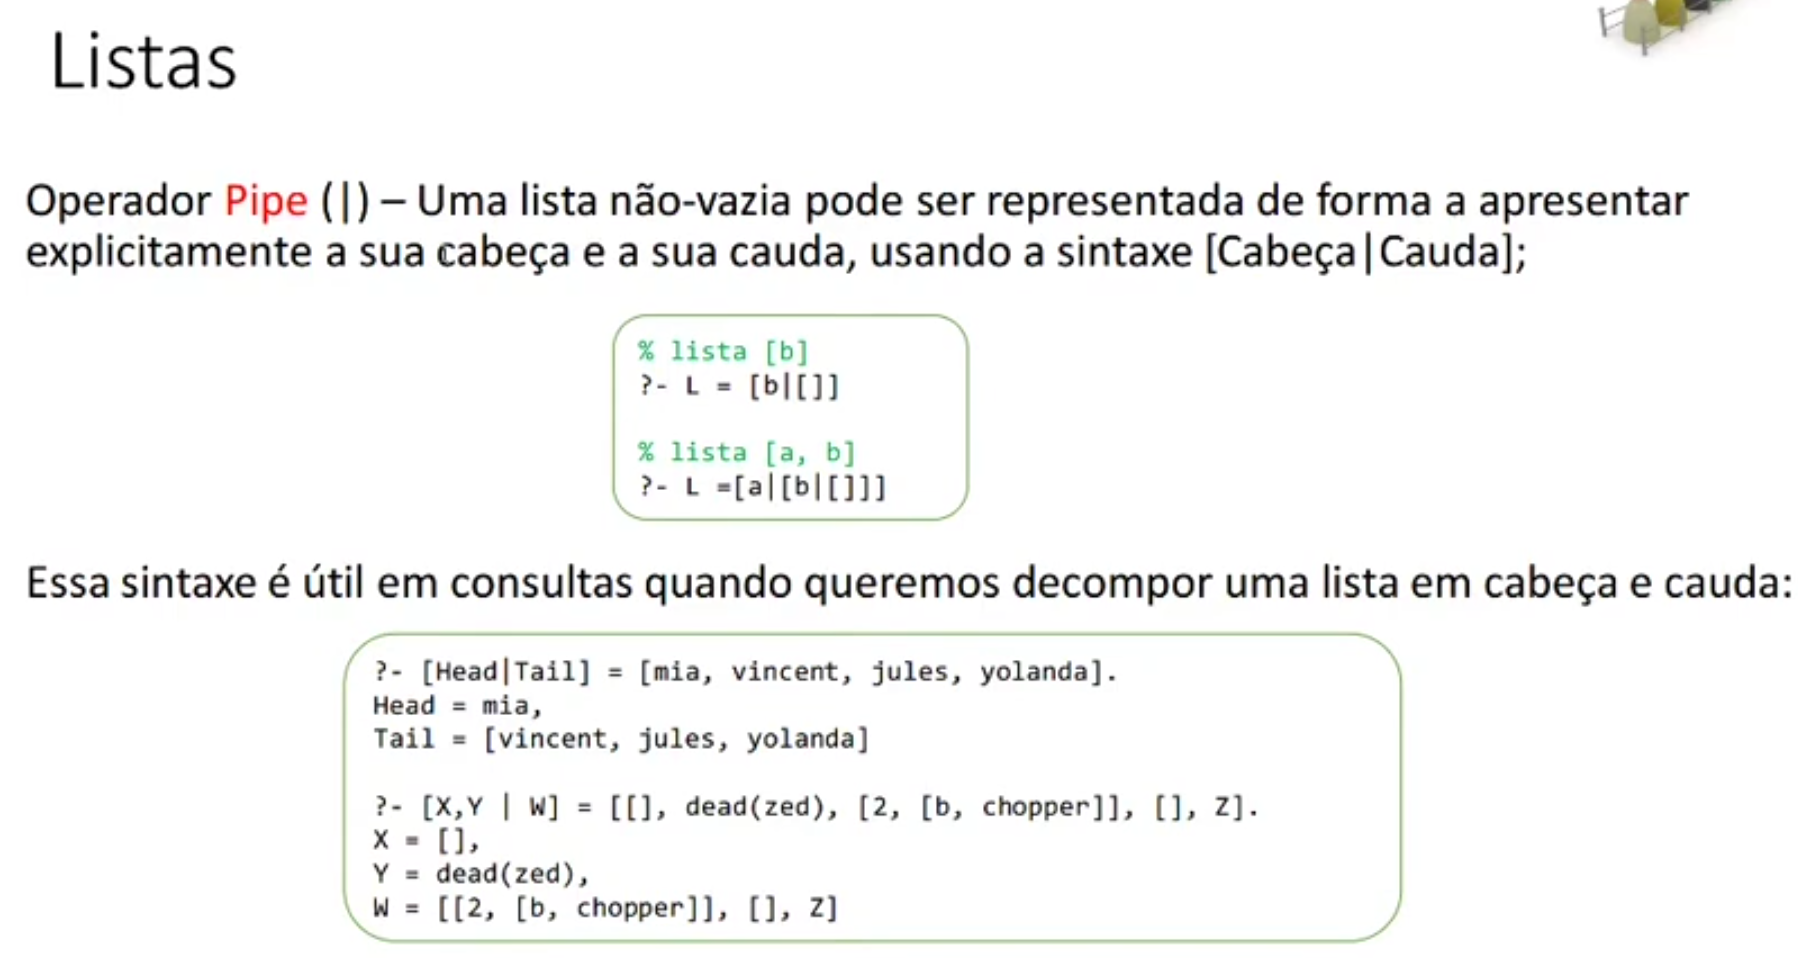 Listas
Operador Pipe (|) – Uma lista não-vazia pode ser representada de forma a apresentar
explicitamente a sua cabeça e a sua cauda, usando a sintaxe [Cabeça|Cauda];
% lista [b]
?- L = [b|[]]
% lista [a, b]
?- L =[a|[b|[]]]
Essa sintaxe é útil em consultas quando queremos decompor uma lista em cabeça e cauda:
?- [Head|Tail] = [mia, vincent, jules, yolanda].
Head = mia,
Tail = [vincent, jules, yolanda]
?- [X,Y | W] = [[], dead(zed), [2, [b, chopper]], [], Z].
X = [],
Y = dead(zed),
W = [[2, [b, chopper]], [], Z]